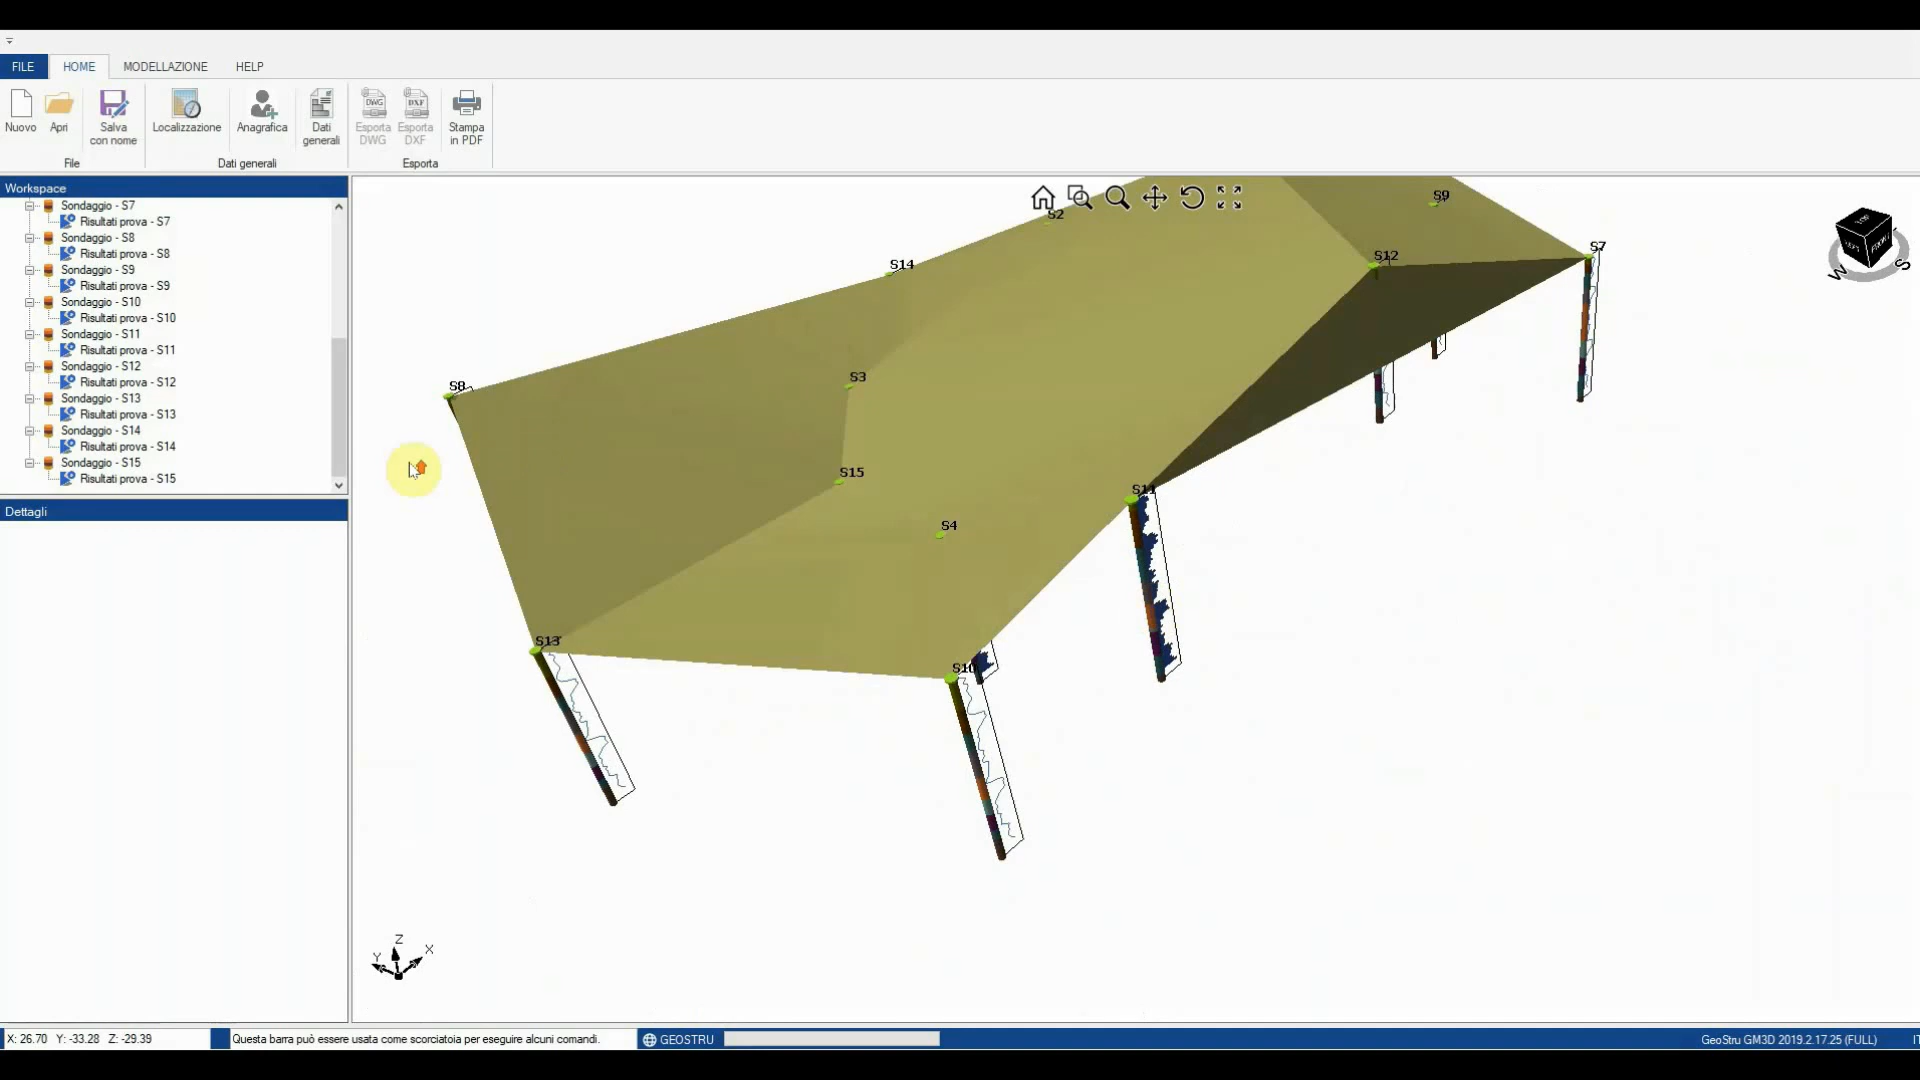 FILE HOME MODELLAZIONE HELP
Nuovo Apri Salva con nome Localizzazione Anagrafica Dati generali Esporta DWG Esporta DXF Stampa in PDF
File Dati generali Esporta
Workspace
Sondaggio - S7
Risultati prova - S7
Sondaggio - S8
Risultati prova - S8
Sondaggio - S9
Risultati prova - S9
Sondaggio - S10
Risultati prova - S10
Sondaggio - S11
Risultati prova - S11
Sondaggio - S12
Risultati prova - S12
Sondaggio - S13
Risultati prova - S13
Sondaggio - S14
Risultati prova - S14
Sondaggio - S15
Risultati prova - S15
Dettagli
S9
S2
S7
S12
S14
S8
S3
S15
S11
S4
S13
S10
TOP
LEFT FRONT
W S
Z
Y X
X: 26.70 Y: -33.28 Z: -29.39 Questa barra può essere usata come scorciatoia per eseguire alcuni comandi. GEOSTRU GeoStru GM3D 2019.2.17.25 (FULL)